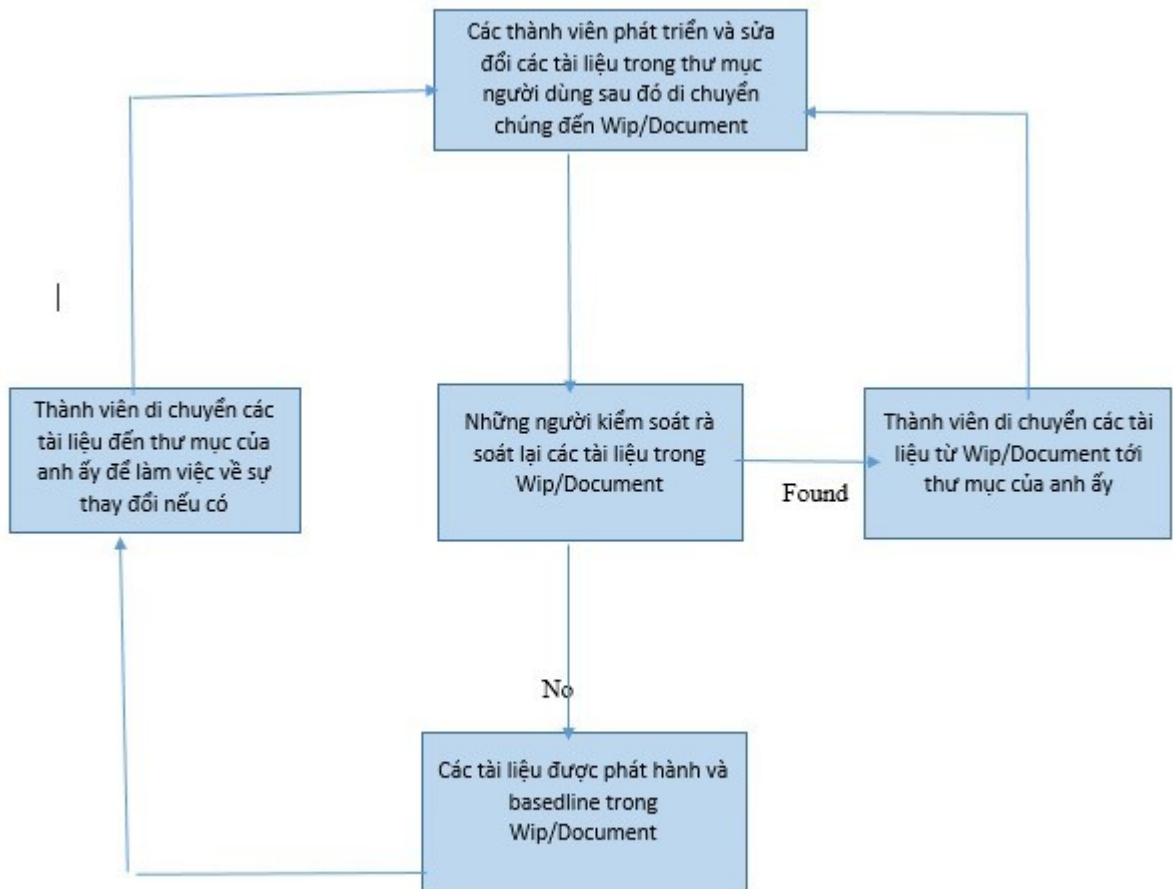 Các thành viên phát triển và sửa
đổi các tài liệu trong thư mục
người dùng sau đó di chuyển
chúng đến Wip/Document
Thành viên di chuyển các
tài liệu đến thư mục của
anh ấy để làm việc về sự
thay đổi nếu có
Những người kiểm soát rà
soát lại các tài liệu trong
Wip/Document
Found
Thành viên di chuyển các tài
liệu từ Wip/Document tới
thư mục của anh ấy
No
Các tài liệu được phát hành và
basedline trong
Wip/Document